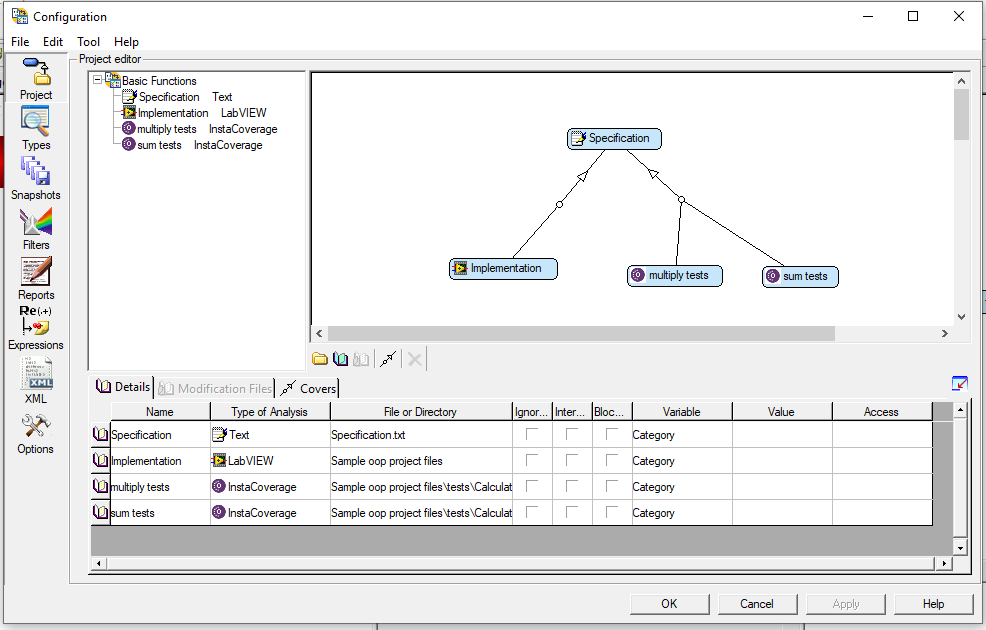 Configuration
File Edit Tool Help
Project editor
Project
Types
Snapshots
Filters
Reports
Re(.+)
Expressions
XML
XML
Options
Basic Functions
Specification Text
Implementation LabVIEW
multiply tests InstaCoverage
sum tests InstaCoverage
Specification
Implementation
multiply tests
sum tests
Details Modification Files Covers
Name Type of Analysis File or Directory Ignor... Inter... Bloc... Variable Value Access
Specification Text Specification.txt Category
Implementation LabVIEW Sample oop project files Category
multiply tests InstaCoverage Sample oop project files\tests\Calculat Category
sum tests InstaCoverage Sample oop project files\tests\Calculat Category
OK Cancel Apply Help